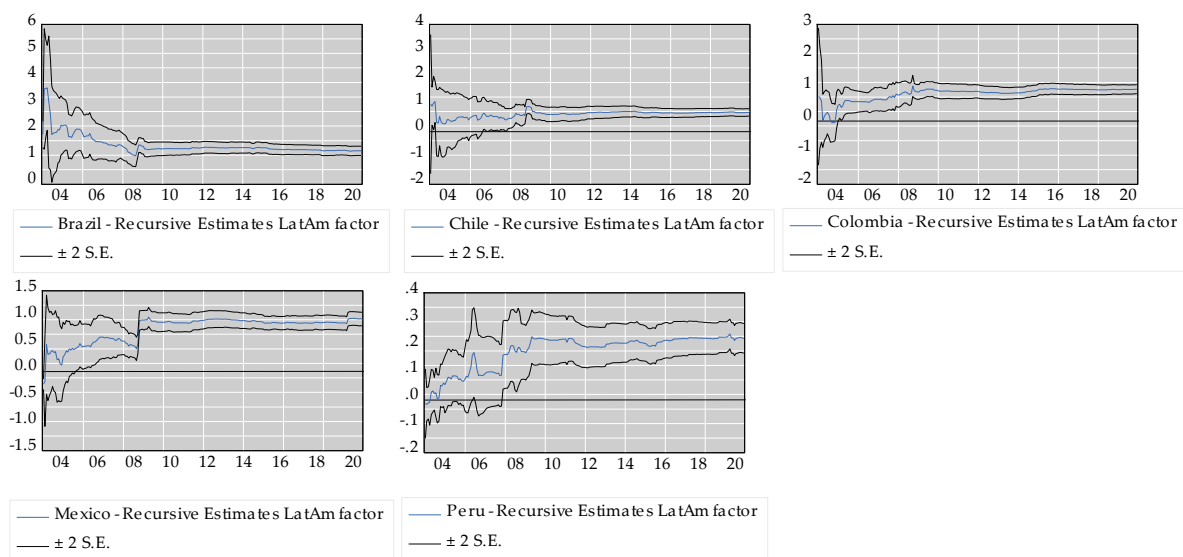 6
5
4
3
2
1
0
04 06 08 10 12 14 16 18 20
Brazil - Recursive Estimates LatAm factor
± 2 S.E.
4
3
2
1
0
-2
-2
04 06 08 10 12 14 16 18 20
Chile - Recursive Estimates LatAm factor
± 2 S.E.
3
2
1
1
0
-1
-2
04 06 08 10 12 14 16 18 20
Colombia - Recursive Estimates LatAm factor
± 2 S.E.
1.5
1.0
0.5
0.0
-0.5
-1.0
-1.5
04 06 08 10 12 14 16 18 20
Mexico - Recursive Estimates LatAm factor
± 2 S.E.
.4
.3
.2
.1
.0
-.1
-.2
04 06 08 10 12 14 16 18 20
Peru - Recursive Estimates LatAm factor
± 2 S.E.